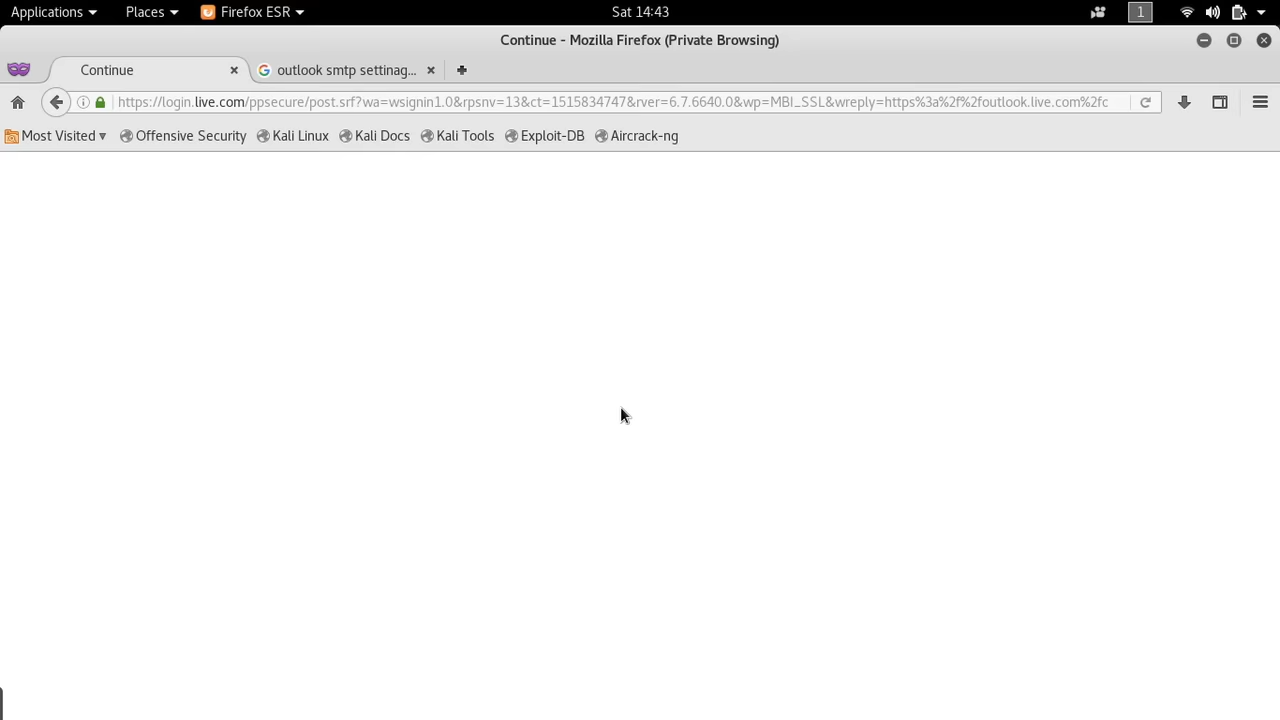 Applications Places Firefox ESR Sat 14:43 1
Continue - Mozilla Firefox (Private Browsing)
Continue outlook smtp settinag...
https://login.live.com/ppsecure/post.srf?wa=wsignin1.0&rpsnv=13&ct=1515834747&rver=6.7.6640.0&wp=MBI_SSL&wreply=https%3a%2f%2foutlook.live.com%2fc
Most Visited Offensive Security Kali Linux Kali Docs Kali Tools Exploit-DB Aircrack-ng